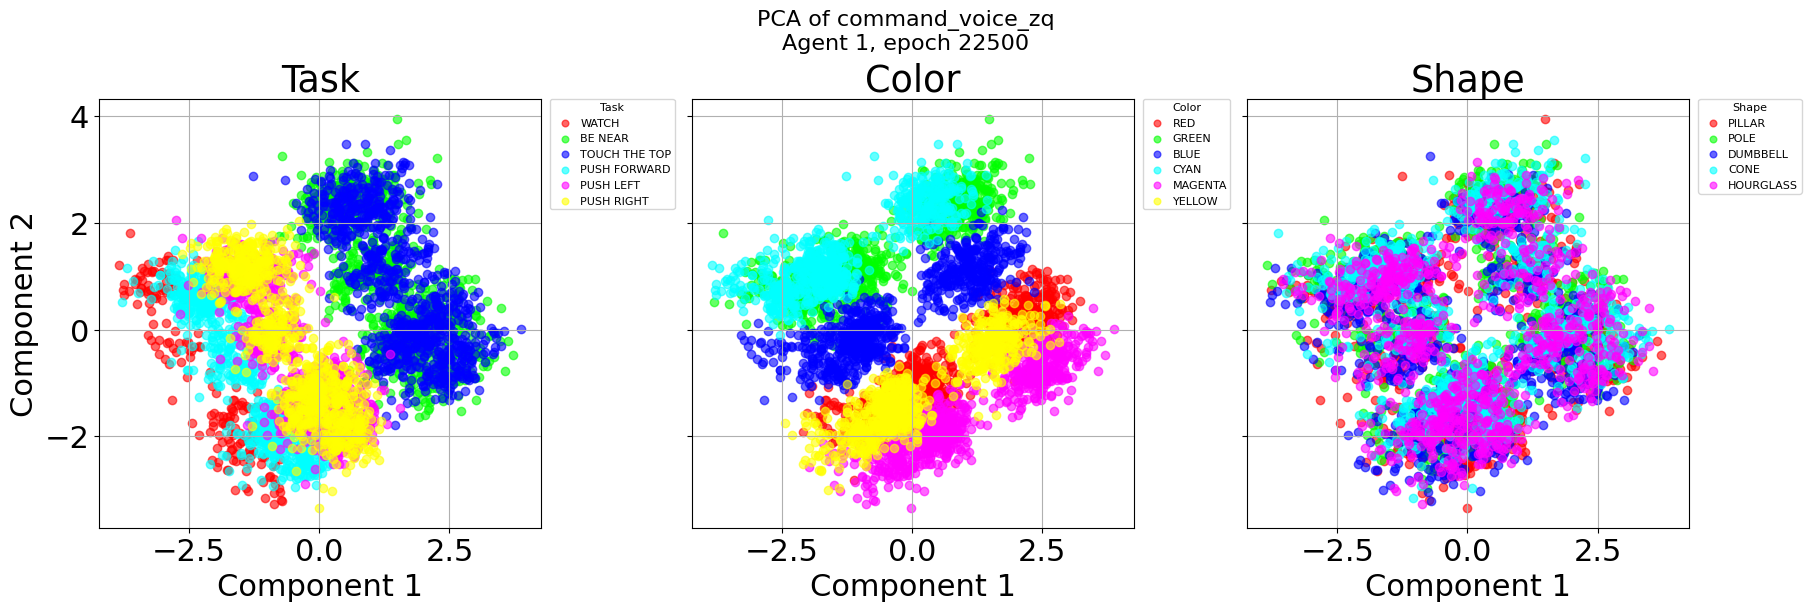 PCA of command_voice_zq
Agent 1, epoch 22500
Task
Component 2
4
2
0
−2
−2.5 0.0 2.5
Component 1
Task
WATCH
BE NEAR
TOUCH THE TOP
PUSH FORWARD
PUSH LEFT
PUSH RIGHT
Color
−2.5 0.0 2.5
Component 1
Color
RED
GREEN
BLUE
CYAN
MAGENTA
YELLOW
Shape
−2.5 0.0 2.5
Component 1
Shape
PILLAR
POLE
DUMBBELL
CONE
HOURGLASS